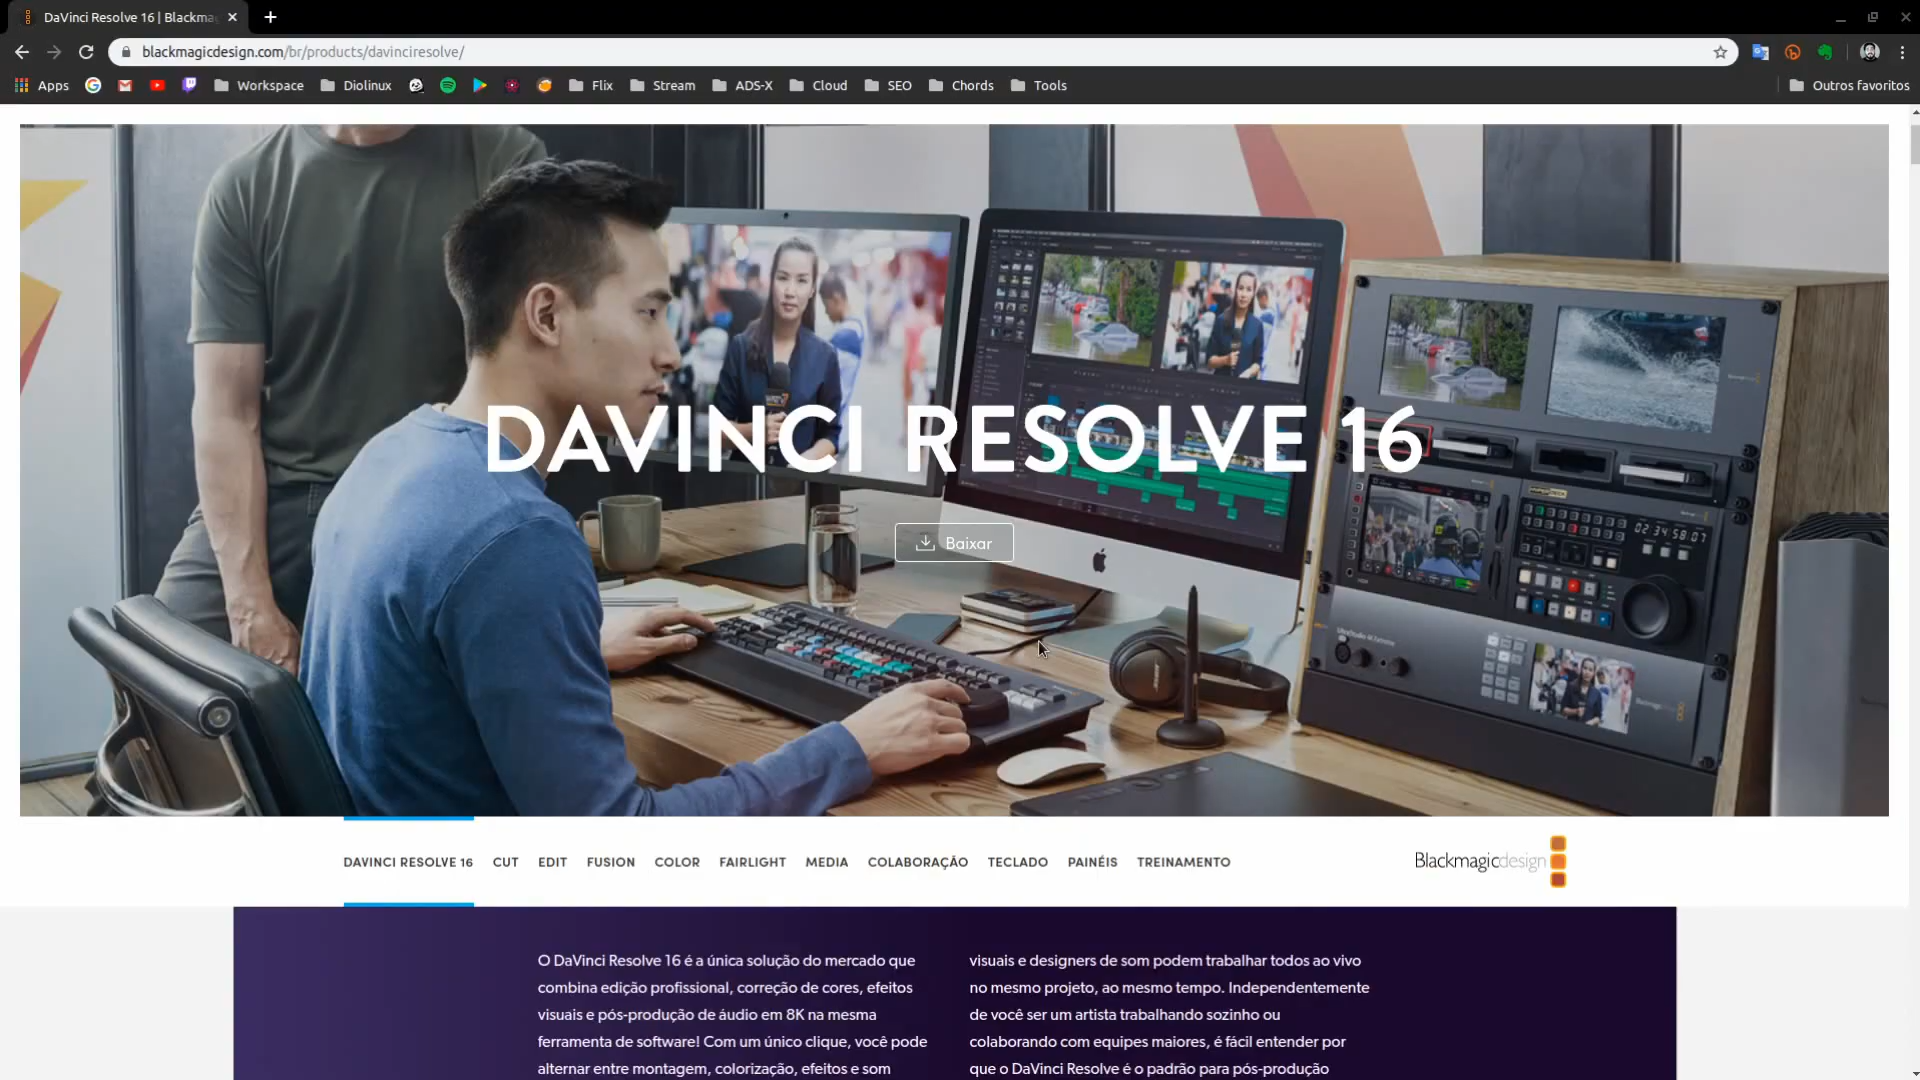 DaVinci Resolve 16 | Blackma
blackmagicdesign.com/br/products/davinciresolve/
Apps
Workspace
Diolinux
Flix
Stream
ADS-X
Cloud
SEO
Chords
Tools
Outros favoritos
DAVINCI RESOLVE 16
Baixar
02:34:58:07
DAVINCI RESOLVE 16
CUT
EDIT
FUSION
COLOR
FAIRLIGHT
MEDIA
COLABORAÇÃO
TECLADO
PAINÉIS
TREINAMENTO
Blackmagicdesign
O DaVinci Resolve 16 é a única solução do mercado que
combina edição profissional, correção de cores, efeitos
visuais e pós-produção de áudio em 8K na mesma
ferramenta de software! Com um único clique, você pode
alternar entre montagem, colorização, efeitos e som
visuais e designers de som podem trabalhar todos ao vivo
no mesmo projeto, ao mesmo tempo. Independentemente
de você ser um artista trabalhando sozinho ou
colaborando com equipes maiores, é fácil entender por
que o DaVinci Resolve é o padrão para pós-produção